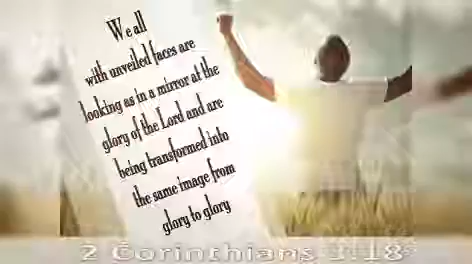 We all
with unveiled faces are
looking as in a mirror at the
glory of the Lord and are
being transformed into
the same image from
glory to glory
2 Corinthians 3:18